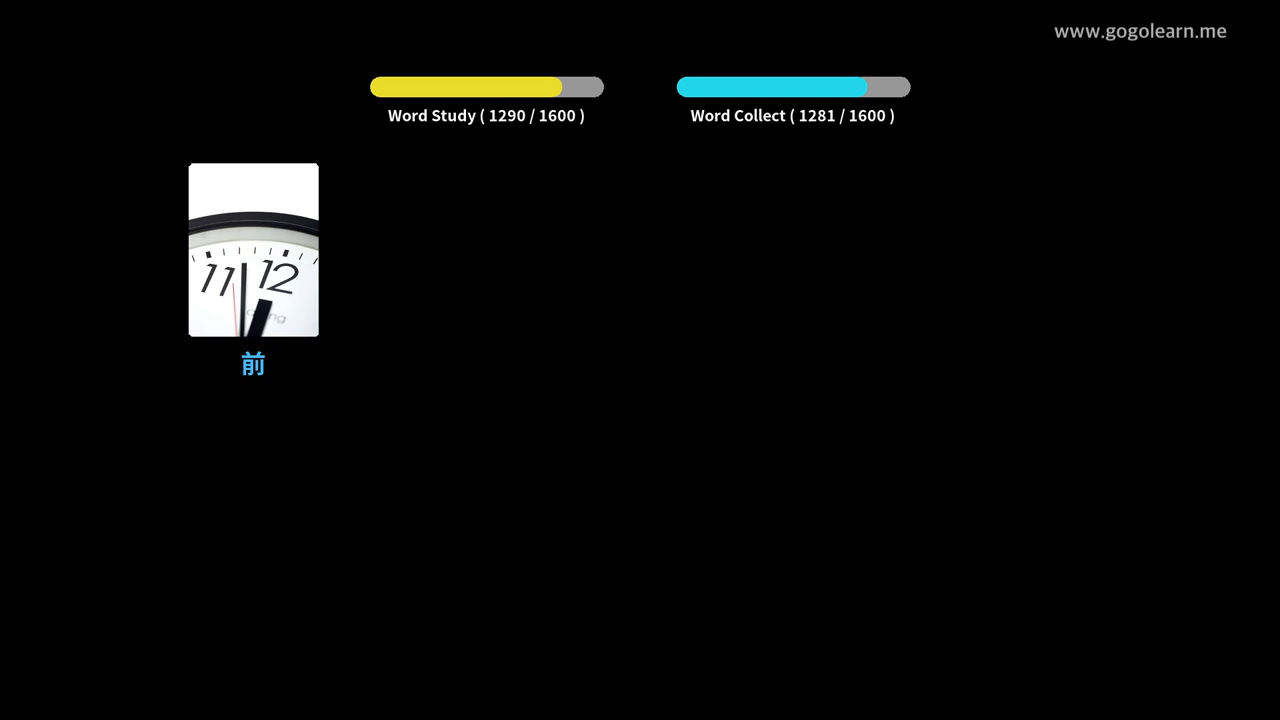 www.gogolearn.me
Word Study ( 1290 / 1600 )
Word Collect ( 1281 / 1600 )
11 12
前